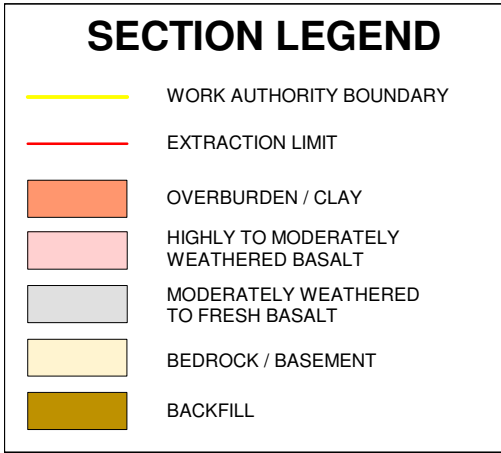 SECTION LEGEND
WORK AUTHORITY BOUNDARY
EXTRACTION LIMIT
OVERBURDEN / CLAY
HIGHLY TO MODERATELY
WEATHERED BASALT
MODERATELY WEATHERED
TO FRESH BASALT
BEDROCK / BASEMENT
BACKFILL